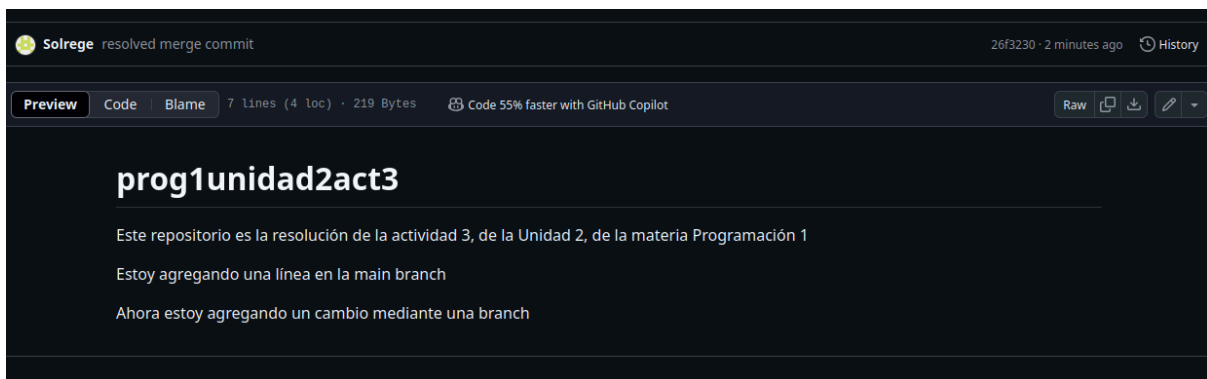 Solrege resolved merge commit 26f3230 · 2 minutes ago History
Preview Code Blame 7 lines (4 loc) · 219 Bytes Code 55% faster with GitHub Copilot Raw
prog1unidad2act3
Este repositorio es la resolución de la actividad 3, de la Unidad 2, de la materia Programación 1
Estoy agregando una línea en la main branch
Ahora estoy agregando un cambio mediante una branch